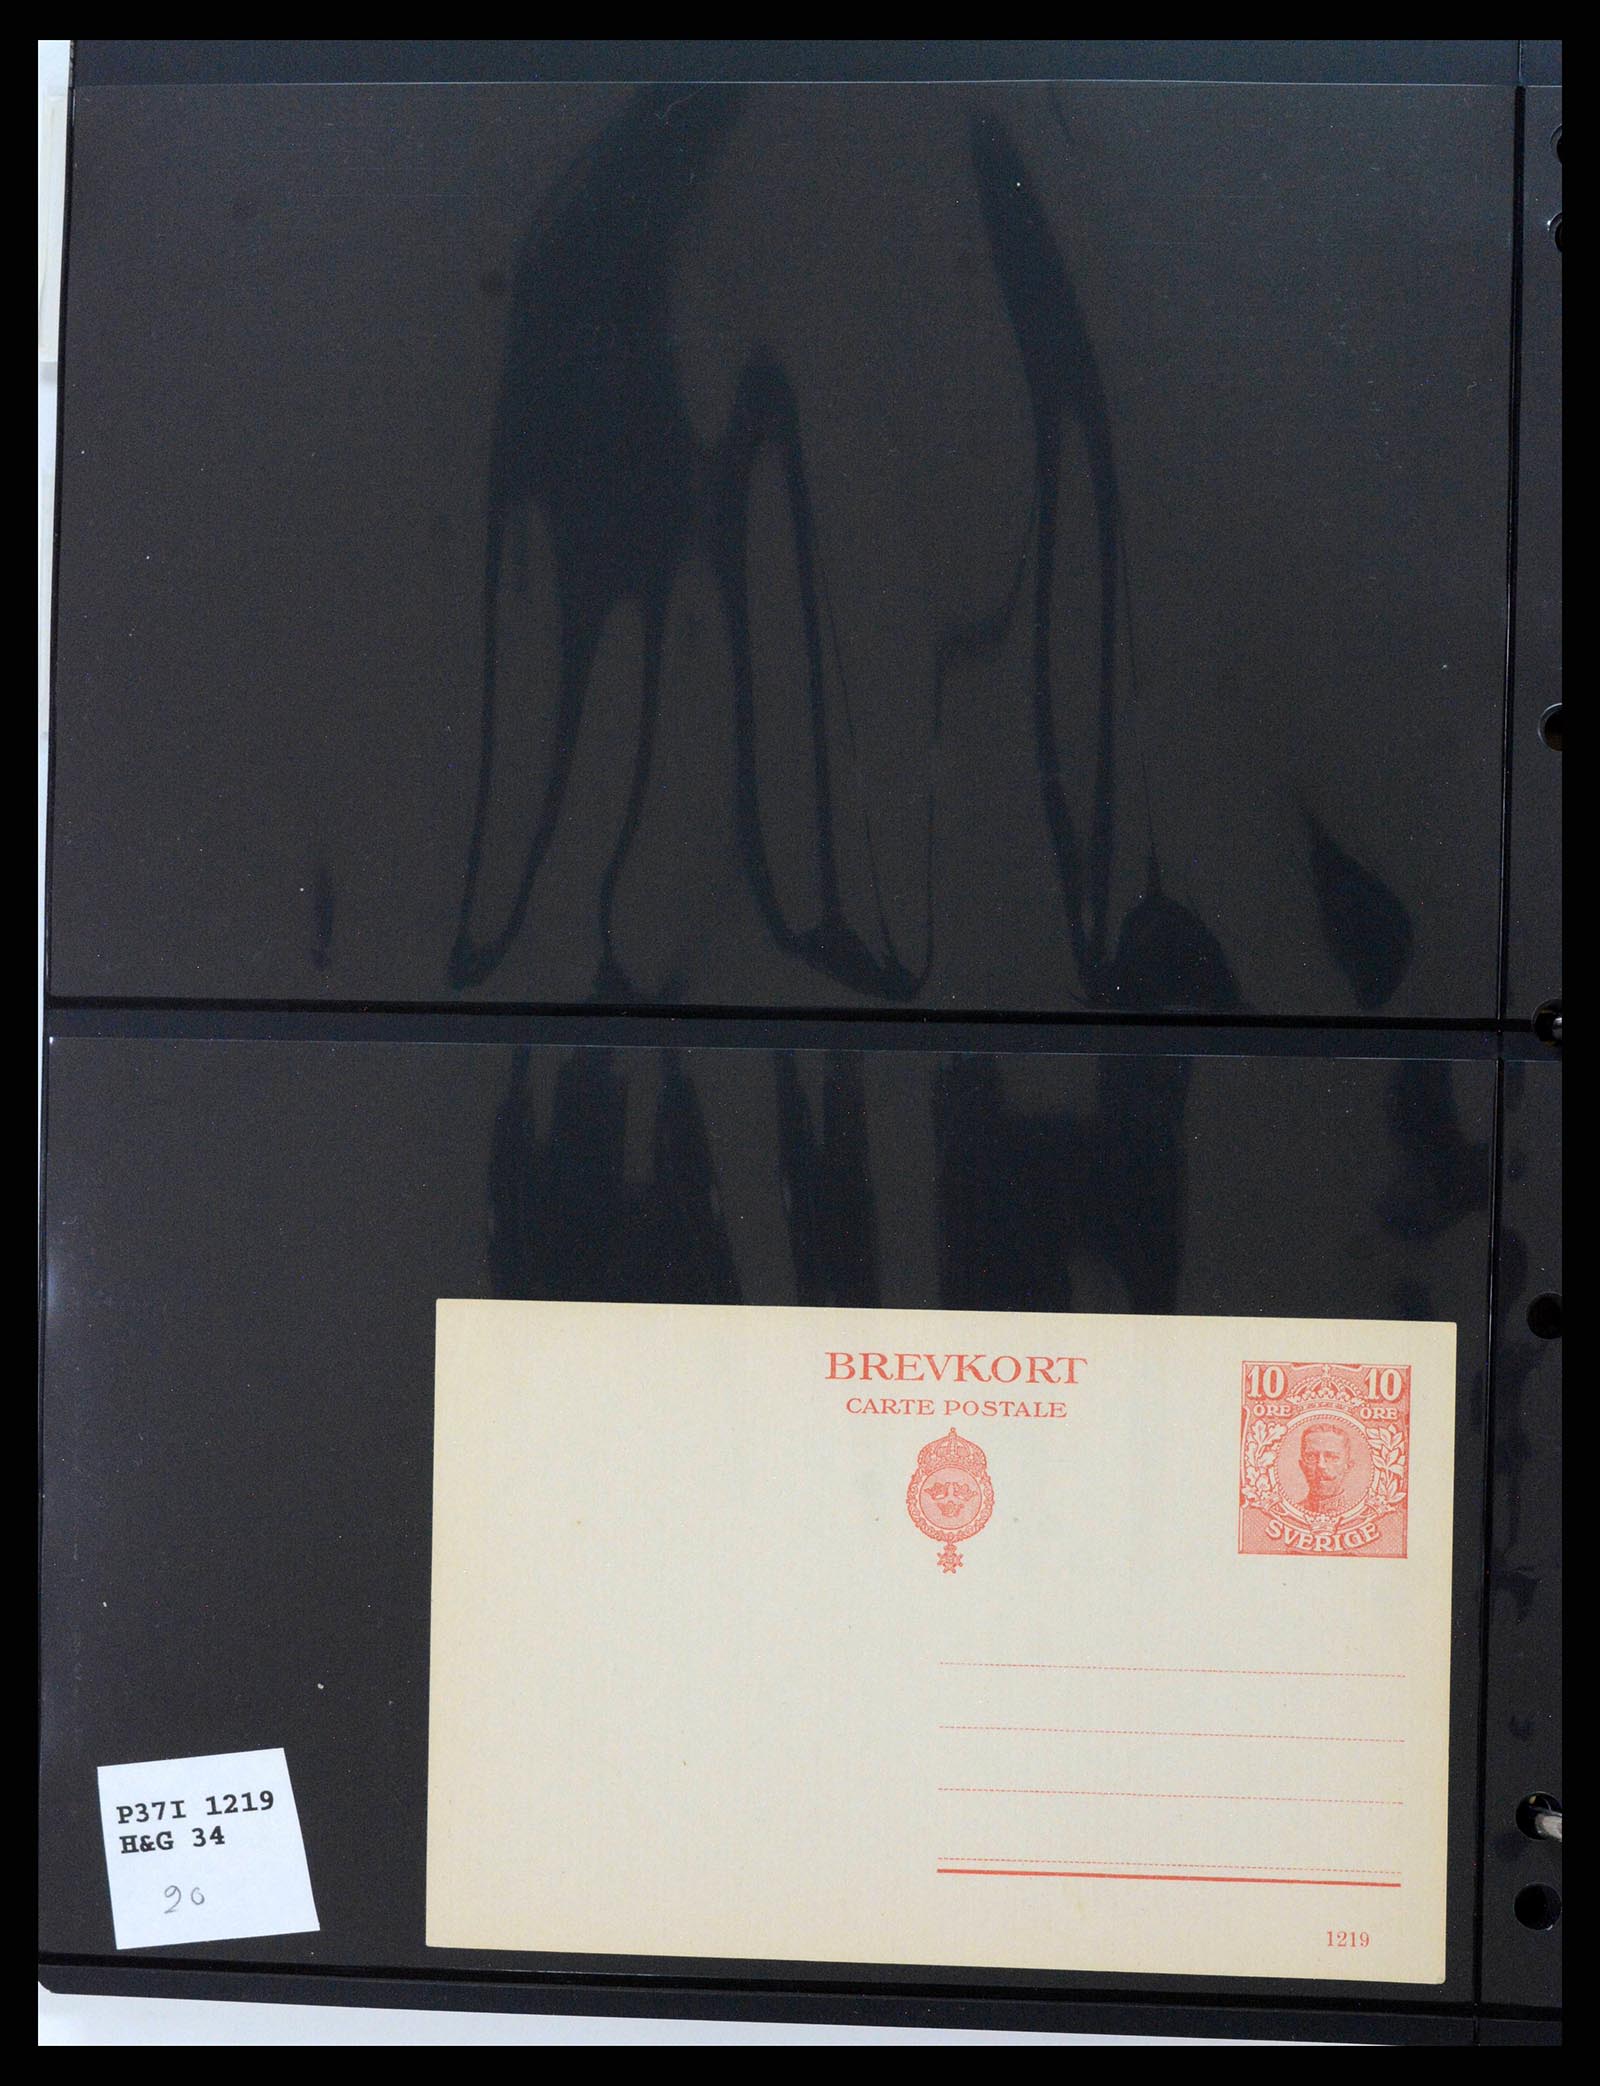 BREVKORT
CARTE POSTALE
10 10
ÖRE ÖRE
SVERIGE
1219
P37I 1219
H&G 34
20